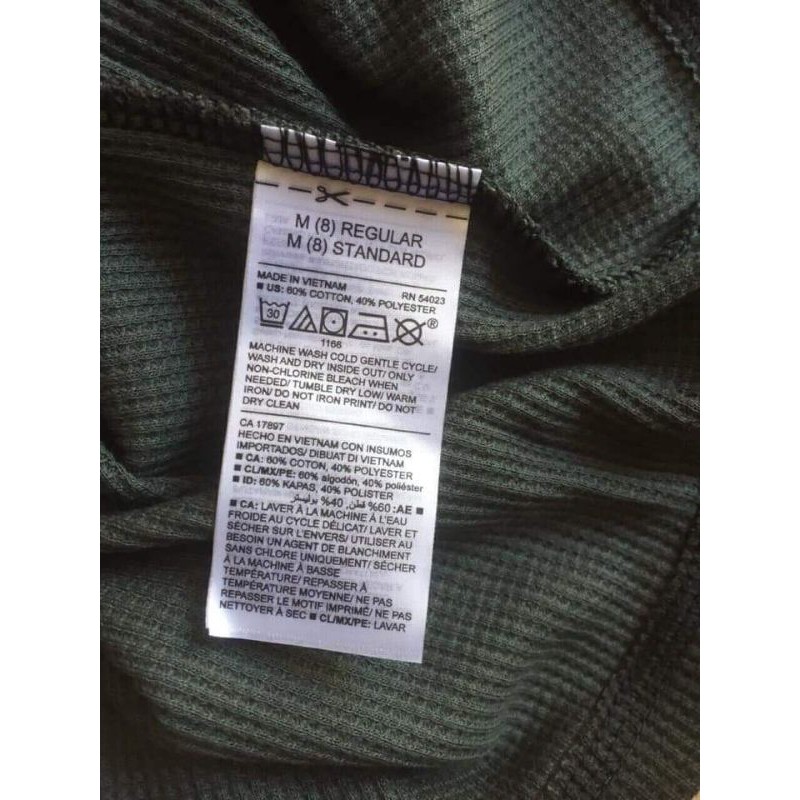 M (8) REGULAR
M (8) STANDARD
MADE IN VIETNAM RN 54023
■ US: 60% COTTON, 40% POLYESTER
30
®
1166
MACHINE WASH COLD GENTLE CYCLE/
WASH AND DRY INSIDE OUT/ ONLY
NON-CHLORINE BLEACH WHEN
NEEDED/ TUMBLE DRY LOW/ WARM
IRON/ DO NOT IRON PRINT/ DO NOT
DRY CLEAN
CA 17897
HECHO EN VIETNAM CON INSUMOS
IMPORTADOS/ DIBUAT DI VIETNAM
■ CA: 60% COTTON, 40% POLYESTER
■ CL/MX/PE: 60% algodón, 40% poliéster
■ ID: 60% KAPAS, 40% POLISTER
■ AE: 60% قطن, 40% بوليستر
■ CA: LAVER À LA MACHINE À L'EAU
FROIDE AU CYCLE DÉLICAT/ LAVER ET
SÉCHER SUR L'ENVERS/ UTILISER AU
BESOIN UN AGENT DE BLANCHIMENT
SANS CHLORE UNIQUEMENT/ SÉCHER
À LA MACHINE À BASSE
TEMPÉRATURE/ REPASSER À
TEMPÉRATURE MOYENNE/ NE PAS
REPASSER LE MOTIF IMPRIMÉ/ NE PAS
NETTOYER À SEC ■ CL/MX/PE: LAVAR